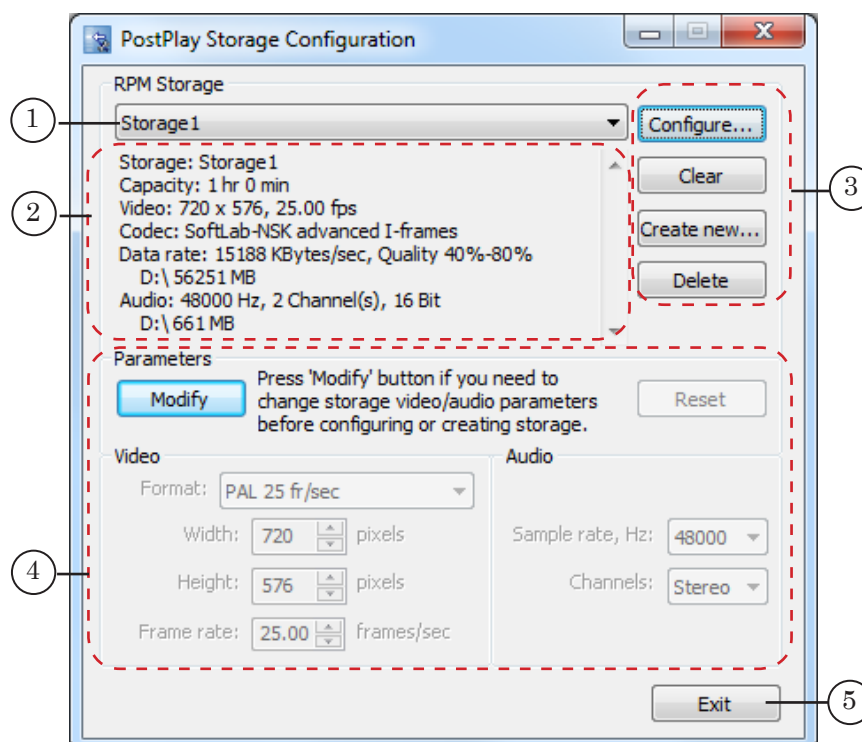 PostPlay Storage Configuration
RPM Storage
1
Storage1
Configure...
2
Storage: Storage1
Capacity: 1 hr 0 min
Video: 720 x 576, 25.00 fps
Codec: SoftLab-NSK advanced I-frames
Data rate: 15188 KBytes/sec, Quality 40%-80%
D:\ 56251 MB
Audio: 48000 Hz, 2 Channel(s), 16 Bit
D:\ 661 MB
Clear
3
Create new...
Delete
Parameters
Modify
Press 'Modify' button if you need to
change storage video/audio parameters
before configuring or creating storage.
Reset
4
Video
Format: PAL 25 fr/sec
Width: 720 pixels
Height: 576 pixels
Frame rate: 25.00 frames/sec
Audio
Sample rate, Hz: 48000
Channels: Stereo
Exit
5